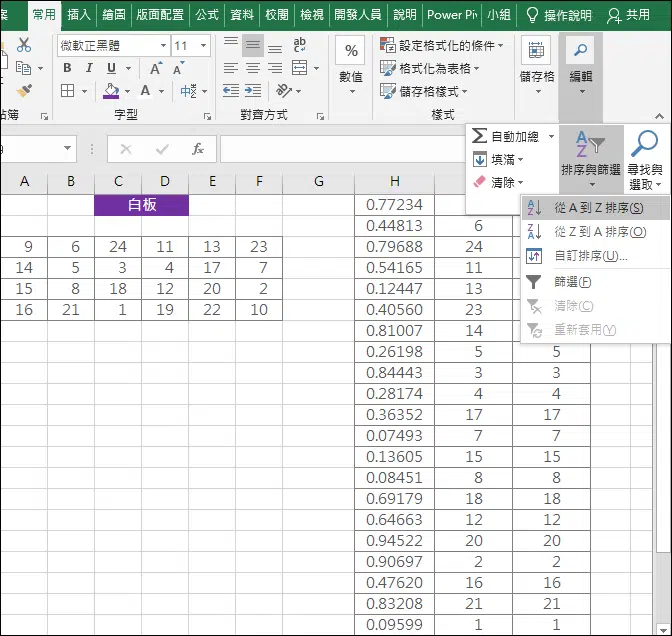 常用 插入 繪圖 版面配置 公式 資料 校閱 檢視 開發人員 說明 Power Piv 小組 操作說明 共用
微軟正黑體 11
B I U A A
ab
%
數值
設定格式化的條件
格式化為表格
儲存格樣式
儲存格
編輯
貼簿 字型 對齊方式 樣式
fx
自動加總
填滿
清除
排序與篩選
尋找與
選取
從 A 到 Z 排序(S)
從 Z 到 A 排序(O)
自訂排序(U)...
篩選(F)
清除(C)
重新套用(Y)
A B C D E F G H
白板 0.77234
0.44813 6
9 6 24 11 13 23 0.79688 24
14 5 3 4 17 7 0.54165 11
15 8 18 12 20 2 0.12447 13
16 21 1 19 22 10 0.40560 23
0.81007 14
0.26198 5 5
0.84443 3 3
0.28174 4 4
0.36352 17 17
0.07493 7 7
0.13605 15 15
0.08451 8 8
0.69179 18 18
0.64663 12 12
0.94522 20 20
0.90697 2 2
0.47620 16 16
0.83208 21 21
0.09599 1 1